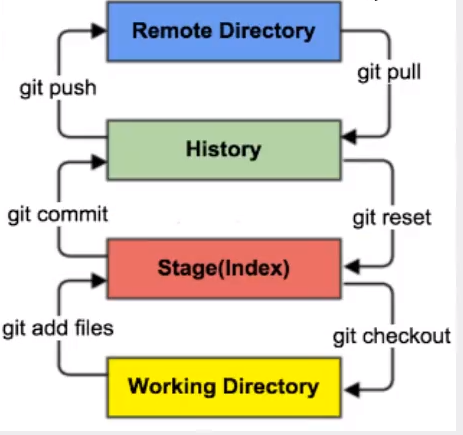 Remote Directory
git push
git pull
History
git commit
git reset
Stage(Index)
git add files
git checkout
Working Directory